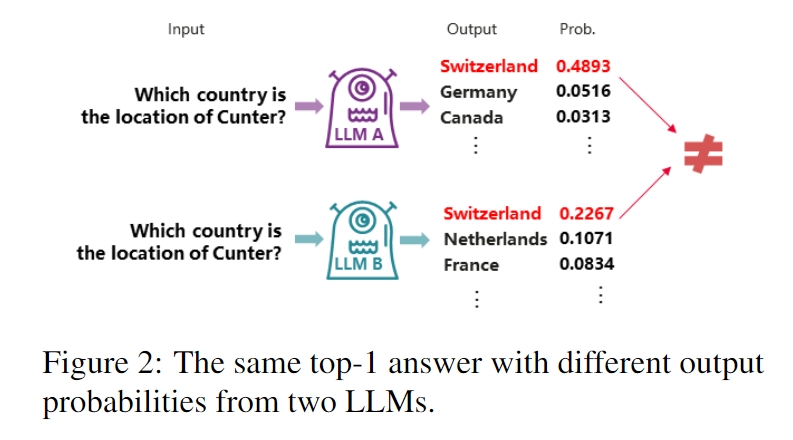 Input Output Prob.
Which country is
the location of Cunter?
LLM A
Switzerland 0.4893
Germany 0.0516
Canada 0.0313
⋮ ⋮
≠
Which country is
the location of Cunter?
LLM B
Switzerland 0.2267
Netherlands 0.1071
France 0.0834
⋮ ⋮
Figure 2: The same top-1 answer with different output
probabilities from two LLMs.